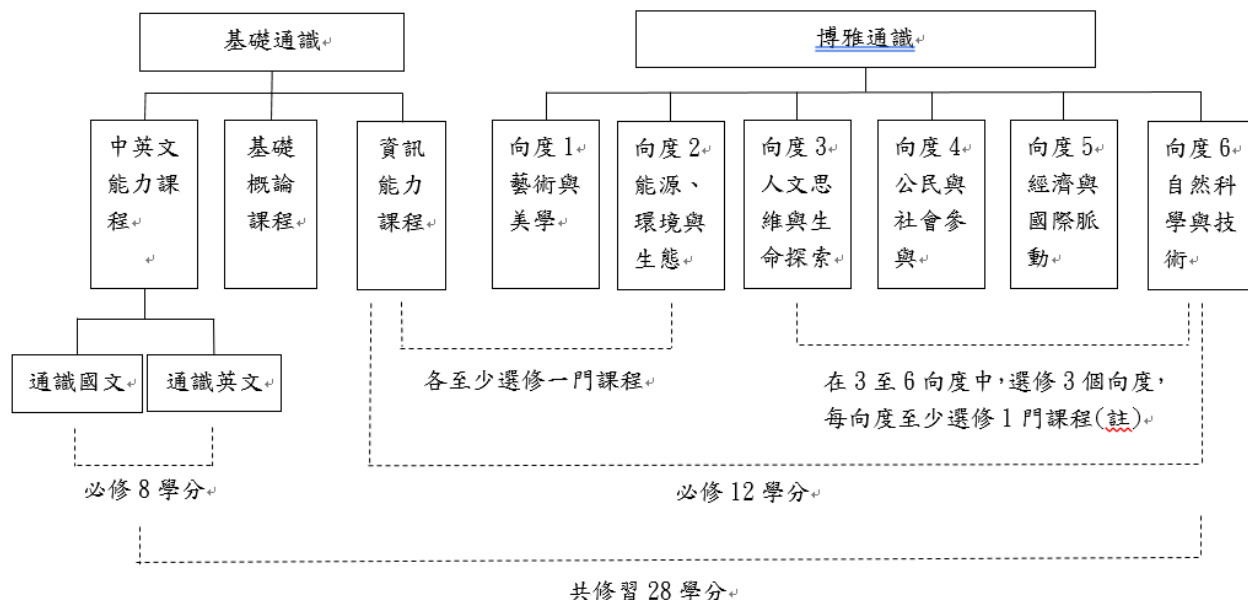 基礎通識
博雅通識
中英文
能力課
程
基礎
概論
課程
資訊
能力
課程
向度 1
藝術與
美學
向度 2
能源、
環境與
生態
向度 3
人文思
維與生
命探索
向度 4
公民與
社會參
與
向度 5
經濟與
國際脈
動
向度 6
自然科
學與技
術
通識國文
通識英文
各至少選修一門課程
在 3 至 6 向度中，選修 3 個向度，
每向度至少選修 1 門課程(註)
必修 8 學分
必修 12 學分
共修習 28 學分